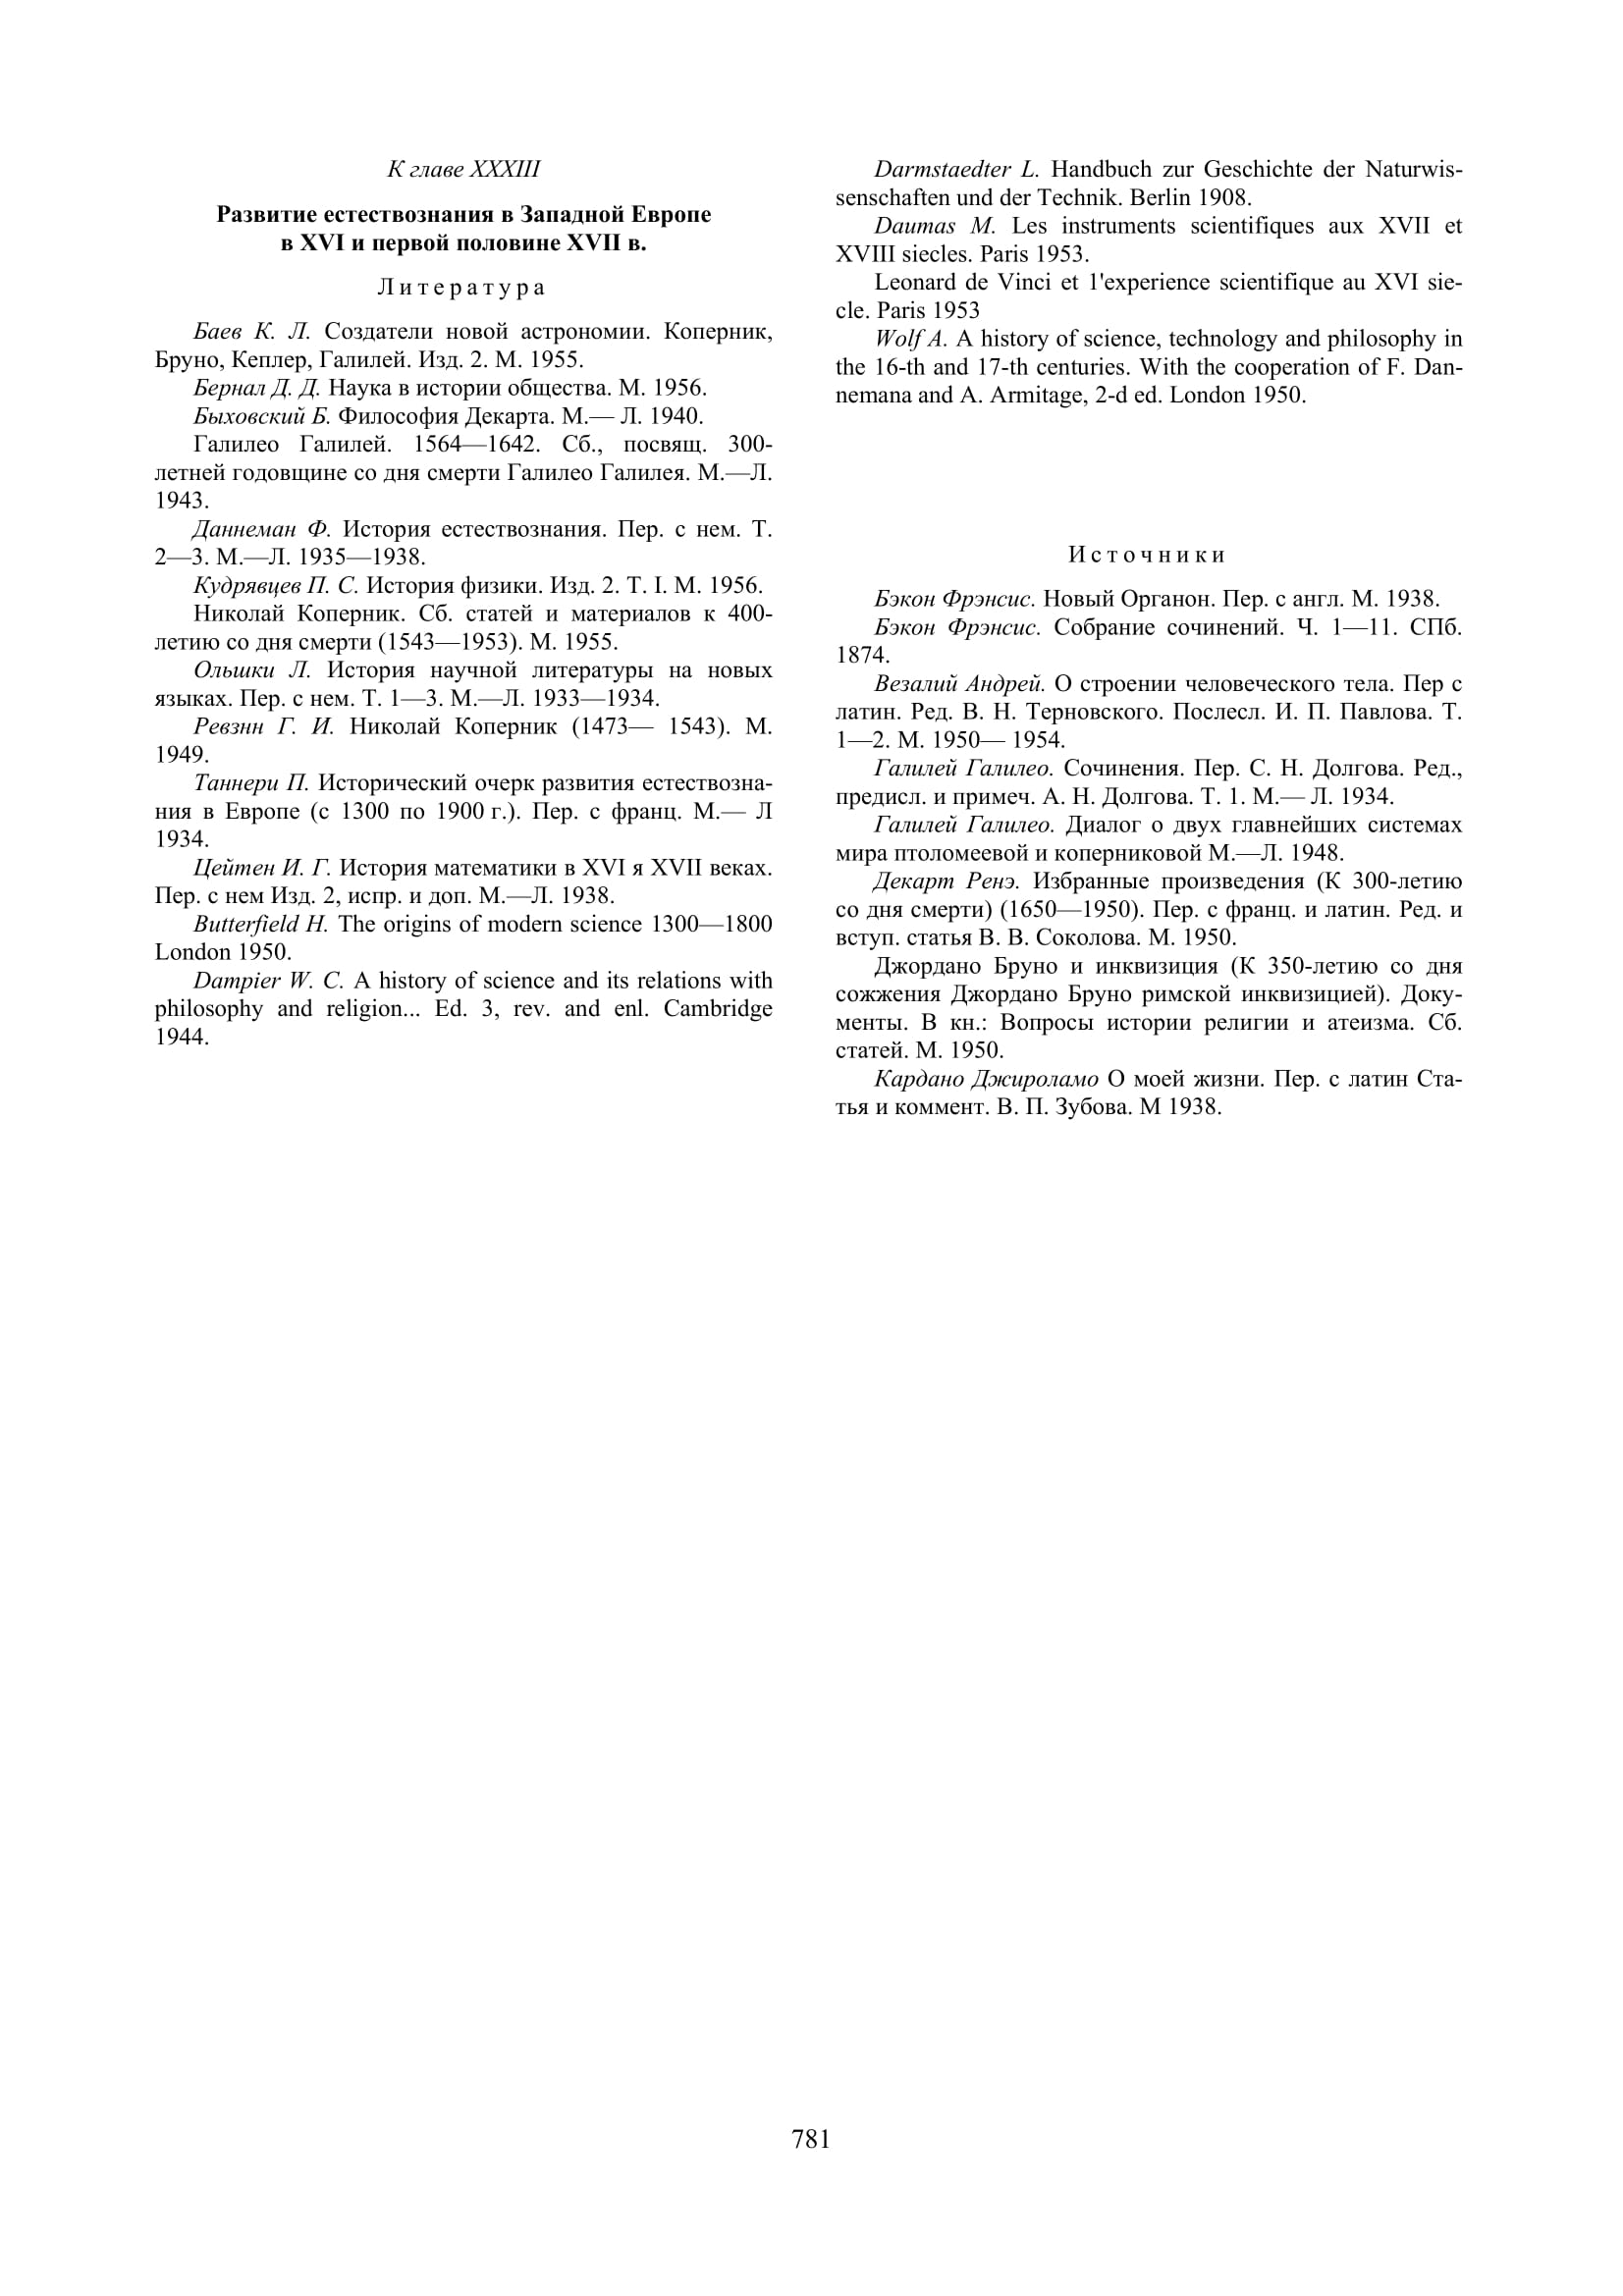 К главе XXXIII
Развитие естествознания в Западной Европе
в XVI и первой половине XVII в.
Литература
Баев К. Л. Создатели новой астрономии. Коперник,
Бруно, Кеплер, Галилей. Изд. 2. М. 1955.
Бернал Д. Д. Наука в истории общества. М. 1956.
Быховский Б. Философия Декарта. М.— Л. 1940.
Галилео Галилей. 1564—1642. Сб., посвящ. 300-
летней годовщине со дня смерти Галилео Галилея. М.—Л.
1943.
Даннеман Ф. История естествознания. Пер. с нем. Т.
2—3. М.—Л. 1935—1938.
Кудрявцев П. С. История физики. Изд. 2. Т. I. М. 1956.
Николай Коперник. Сб. статей и материалов к 400-
летию со дня смерти (1543—1953). М. 1955.
Ольшки Л. История научной литературы на новых
языках. Пер. с нем. Т. 1—3. М.—Л. 1933—1934.
Ревзнн Г. И. Николай Коперник (1473— 1543). М.
1949.
Таннери П. Исторический очерк развития естествозна-
ния в Европе (с 1300 по 1900 г.). Пер. с франц. М.— Л
1934.
Цейтен И. Г. История математики в XVI я XVII веках.
Пер. с нем Изд. 2, испр. и доп. М.—Л. 1938.
Butterfield H. The origins of modern science 1300—1800
London 1950.
Dampier W. C. A history of science and its relations with
philosophy and religion... Ed. 3, rev. and enl. Cambridge
1944.
Darmstaedter L. Handbuch zur Geschichte der Naturwis-
senschaften und der Technik. Berlin 1908.
Daumas M. Les instruments scientifiques aux XVII et
XVIII siecles. Paris 1953.
Leonard de Vinci et 1'experience scientifique au XVI sie-
cle. Paris 1953
Wolf A. A history of science, technology and philosophy in
the 16-th and 17-th centuries. With the cooperation of F. Dan-
nemana and A. Armitage, 2-d ed. London 1950.
Источники
Бэкон Фрэнсис. Новый Органон. Пер. с англ. М. 1938.
Бэкон Фрэнсис. Собрание сочинений. Ч. 1—11. СПб.
1874.
Везалий Андрей. О строении человеческого тела. Пер с
латин. Ред. В. Н. Терновского. Послесл. И. П. Павлова. Т.
1—2. М. 1950— 1954.
Галилей Галилео. Сочинения. Пер. С. Н. Долгова. Ред.,
предисл. и примеч. А. Н. Долгова. Т. 1. М.— Л. 1934.
Галилей Галилео. Диалог о двух главнейших системах
мира птоломеевой и коперниковой М.—Л. 1948.
Декарт Ренэ. Избранные произведения (К 300-летию
со дня смерти) (1650—1950). Пер. с франц. и латин. Ред. и
вступ. статья В. В. Соколова. М. 1950.
Джордано Бруно и инквизиция (К 350-летию со дня
сожжения Джордано Бруно римской инквизицией). Доку-
менты. В кн.: Вопросы истории религии и атеизма. Сб.
статей. М. 1950.
Кардано Джироламо О моей жизни. Пер. с латин Ста-
тья и коммент. В. П. Зубова. М 1938.
781